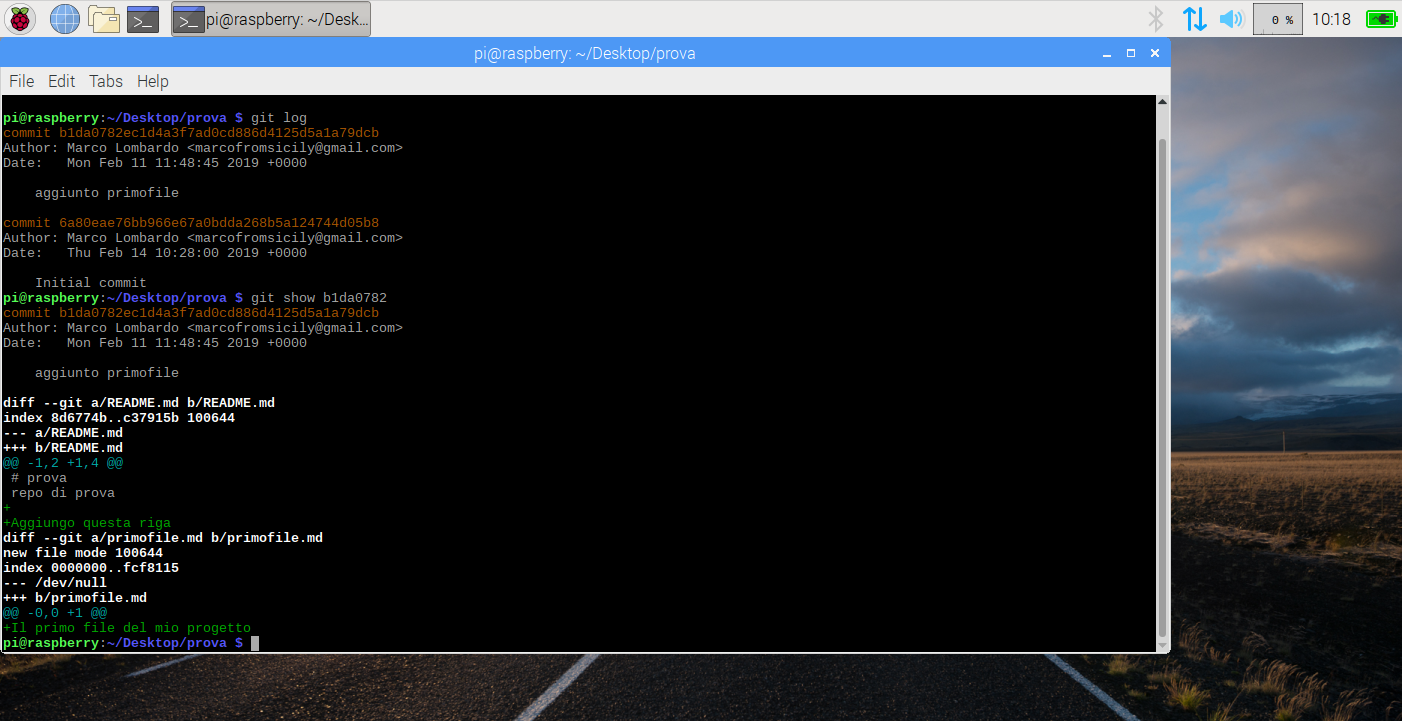 pi@raspberry: ~/Desk...
0 %
10:18
pi@raspberry: ~/Desktop/prova
File Edit Tabs Help
pi@raspberry:~/Desktop/prova $ git log
commit b1da0782ec1d4a3f7ad0cd886d4125d5a1a79dcb
Author: Marco Lombardo <marcofromsicily@gmail.com>
Date:   Mon Feb 11 11:48:45 2019 +0000
aggiunto primofile
commit 6a80eae76bb966e67a0bdda268b5a124744d05b8
Author: Marco Lombardo <marcofromsicily@gmail.com>
Date:   Thu Feb 14 10:28:00 2019 +0000
Initial commit
pi@raspberry:~/Desktop/prova $ git show b1da0782
commit b1da0782ec1d4a3f7ad0cd886d4125d5a1a79dcb
Author: Marco Lombardo <marcofromsicily@gmail.com>
Date:   Mon Feb 11 11:48:45 2019 +0000
aggiunto primofile
diff --git a/README.md b/README.md
index 8d6774b..c37915b 100644
--- a/README.md
+++ b/README.md
@@ -1,2 +1,4 @@
# prova
repo di prova
+
+Aggiungo questa riga
diff --git a/primofile.md b/primofile.md
new file mode 100644
index 0000000..fcf8115
--- /dev/null
+++ b/primofile.md
@@ -0,0 +1 @@
+Il primo file del mio progetto
pi@raspberry:~/Desktop/prova $